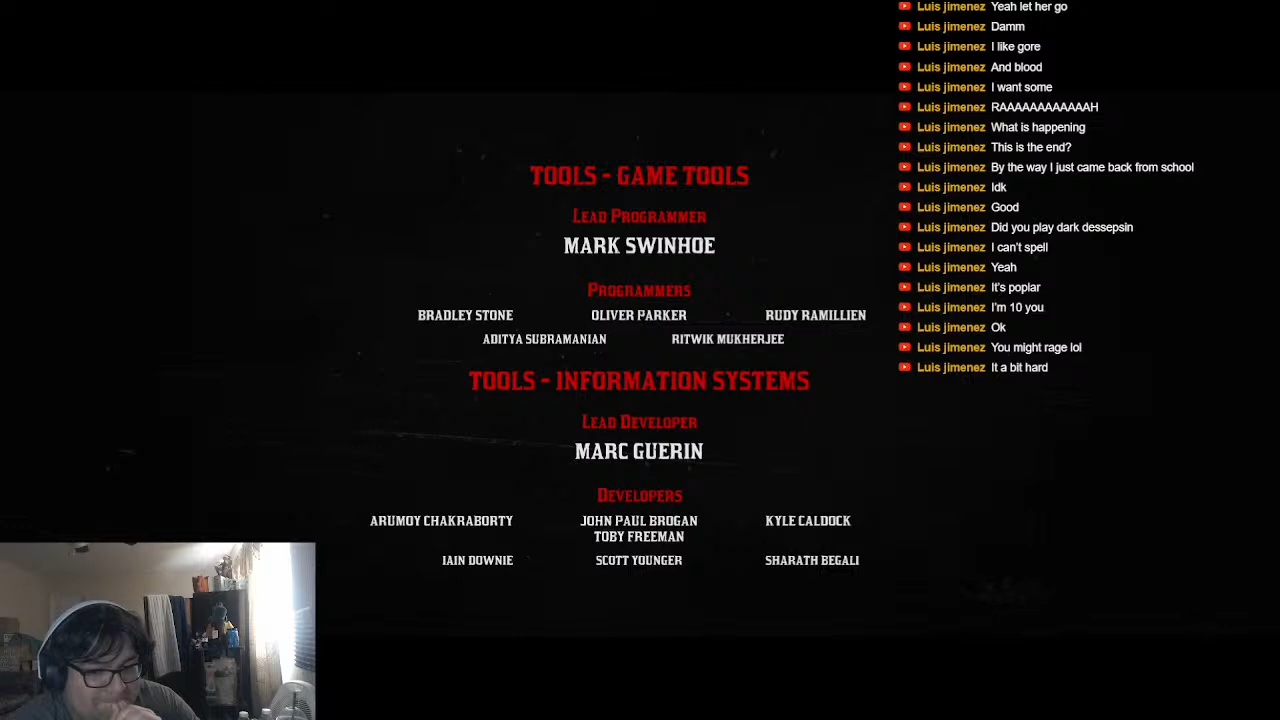 TOOLS - GAME TOOLS
LEAD PROGRAMMER
MARK SWINHOE
PROGRAMMERS
BRADLEY STONE OLIVER PARKER RUDY RAMILLIEN
ADITYA SUBRAMANIAN RITWIK MUKHERJEE
TOOLS - INFORMATION SYSTEMS
LEAD DEVELOPER
MARC GUERIN
DEVELOPERS
ARUMOY CHAKRABORTY JOHN PAUL BROGAN KYLE CALDOCK
TOBY FREEMAN
IAIN DOWNIE SCOTT YOUNGER SHARATH BEGALI
Luis jimenez Yeah let her go
Luis jimenez Damm
Luis jimenez I like gore
Luis jimenez And blood
Luis jimenez I want some
Luis jimenez RAAAAAAAAAAAAH
Luis jimenez What is happening
Luis jimenez This is the end?
Luis jimenez By the way I just came back from school
Luis jimenez Idk
Luis jimenez Good
Luis jimenez Did you play dark dessepsin
Luis jimenez I can't spell
Luis jimenez Yeah
Luis jimenez It's poplar
Luis jimenez I'm 10 you
Luis jimenez Ok
Luis jimenez You might rage lol
Luis jimenez It a bit hard